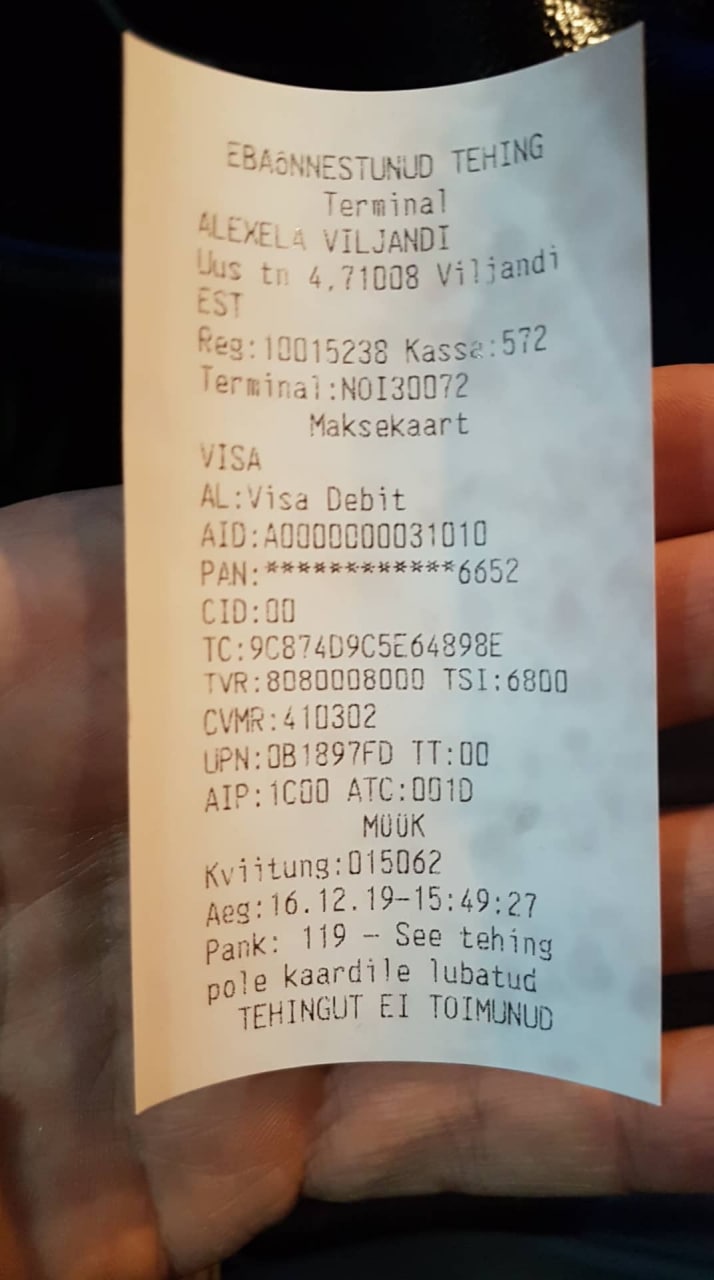 EBAõNNESTUNUD TEHING
Terminal
ALEXELA VILJANDI
Uus tn 4,71008 Viljandi
EST
Reg:10015238 Kassa:572
Terminal:NOI30072
Maksekaart
VISA
AL:Visa Debit
AID:A0000000031010
PAN:************6652
CID:00
TC:9C874D9C5E64898E
TVR:8080008000 TSI:6800
CVMR:410302
UPN:0B1897FD TT:00
AIP:1C00 ATC:001D
MÜÜK
Kviitung:015062
Aeg:16.12.19-15:49:27
Pank: 119 - See tehing
pole kaardile lubatud
TEHINGUT EI TOIMUNUD